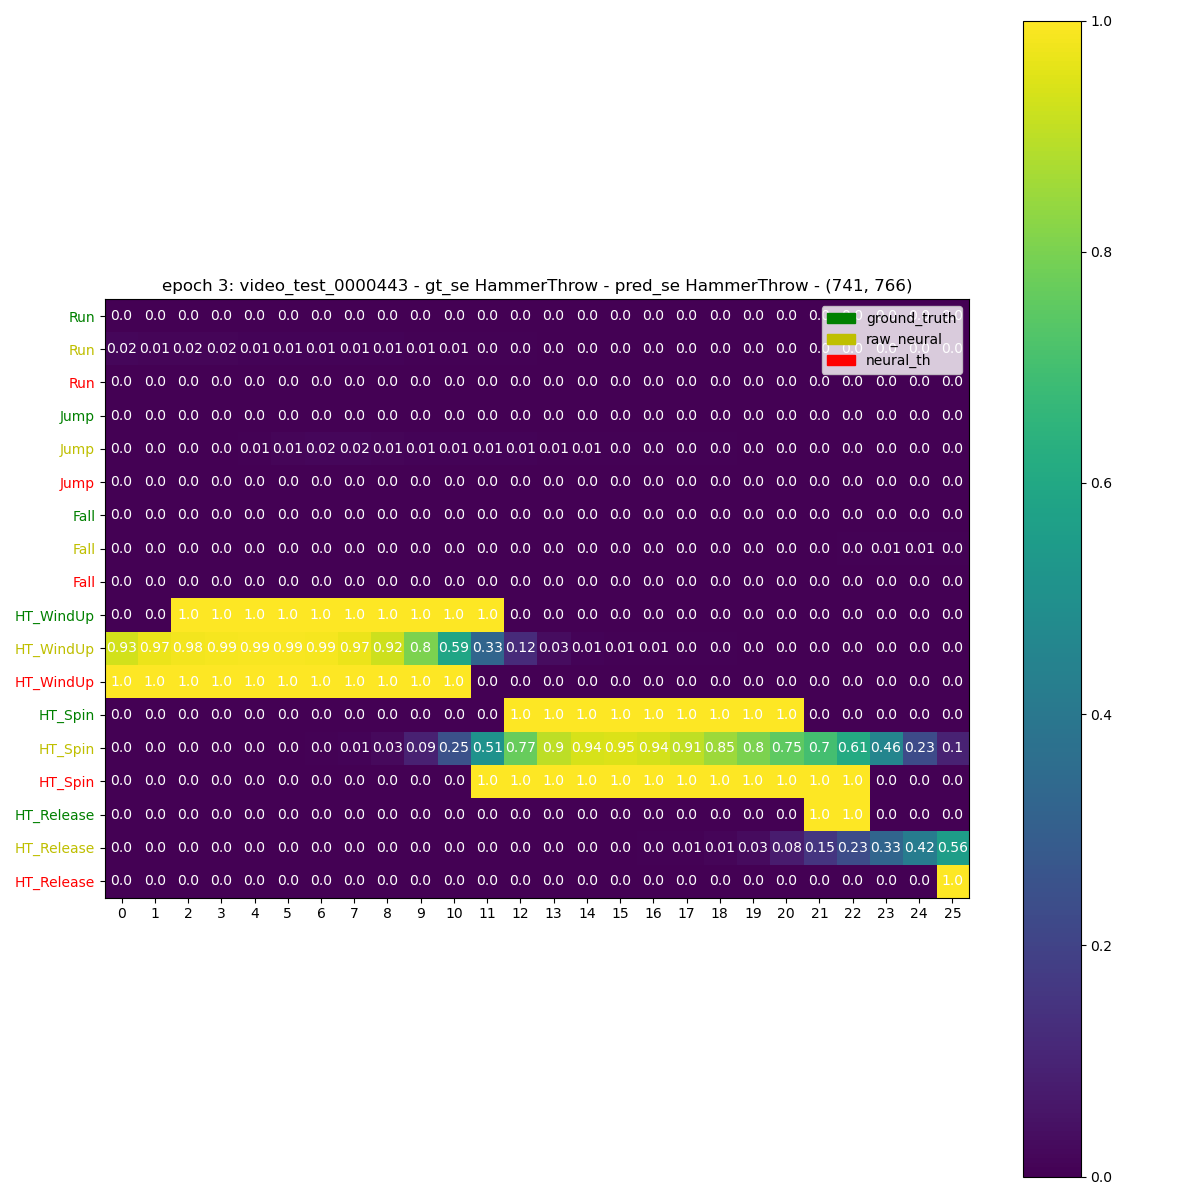 epoch 3: video_test_0000443 - gt_se HammerThrow - pred_se HammerThrow - (741, 766)
Run 0.0 0.0 0.0 0.0 0.0 0.0 0.0 0.0 0.0 0.0 0.0 0.0 0.0 0.0 0.0 0.0 0.0 0.0 0.0 0.0 0.0
Run 0.02 0.01 0.02 0.02 0.01 0.01 0.01 0.01 0.01 0.01 0.01 0.0 0.0 0.0 0.0 0.0 0.0 0.0 0.0 0.0 0.0
Run 0.0 0.0 0.0 0.0 0.0 0.0 0.0 0.0 0.0 0.0 0.0 0.0 0.0 0.0 0.0 0.0 0.0 0.0 0.0 0.0 0.0 0.0 0.0 0.0 0.0 0.0
Jump 0.0 0.0 0.0 0.0 0.0 0.0 0.0 0.0 0.0 0.0 0.0 0.0 0.0 0.0 0.0 0.0 0.0 0.0 0.0 0.0 0.0 0.0 0.0 0.0 0.0 0.0
Jump 0.0 0.0 0.0 0.0 0.01 0.01 0.02 0.02 0.01 0.01 0.01 0.01 0.01 0.01 0.01 0.0 0.0 0.0 0.0 0.0 0.0 0.0 0.0 0.0 0.0 0.0
Jump 0.0 0.0 0.0 0.0 0.0 0.0 0.0 0.0 0.0 0.0 0.0 0.0 0.0 0.0 0.0 0.0 0.0 0.0 0.0 0.0 0.0 0.0 0.0 0.0 0.0 0.0
Fall 0.0 0.0 0.0 0.0 0.0 0.0 0.0 0.0 0.0 0.0 0.0 0.0 0.0 0.0 0.0 0.0 0.0 0.0 0.0 0.0 0.0 0.0 0.0 0.0 0.0 0.0
Fall 0.0 0.0 0.0 0.0 0.0 0.0 0.0 0.0 0.0 0.0 0.0 0.0 0.0 0.0 0.0 0.0 0.0 0.0 0.0 0.0 0.0 0.0 0.0 0.01 0.01 0.0
Fall 0.0 0.0 0.0 0.0 0.0 0.0 0.0 0.0 0.0 0.0 0.0 0.0 0.0 0.0 0.0 0.0 0.0 0.0 0.0 0.0 0.0 0.0 0.0 0.0 0.0 0.0
HT_WindUp 0.0 0.0 1.0 1.0 1.0 1.0 1.0 1.0 1.0 1.0 1.0 1.0 0.0 0.0 0.0 0.0 0.0 0.0 0.0 0.0 0.0 0.0 0.0 0.0 0.0 0.0
HT_WindUp 0.93 0.97 0.98 0.99 0.99 0.99 0.99 0.97 0.92 0.8 0.59 0.33 0.12 0.03 0.01 0.01 0.01 0.0 0.0 0.0 0.0 0.0 0.0 0.0 0.0 0.0
HT_WindUp 1.0 1.0 1.0 1.0 1.0 1.0 1.0 1.0 1.0 1.0 1.0 0.0 0.0 0.0 0.0 0.0 0.0 0.0 0.0 0.0 0.0 0.0 0.0 0.0 0.0 0.0
HT_Spin 0.0 0.0 0.0 0.0 0.0 0.0 0.0 0.0 0.0 0.0 0.0 0.0 1.0 1.0 1.0 1.0 1.0 1.0 1.0 1.0 1.0 0.0 0.0 0.0 0.0 0.0
HT_Spin 0.0 0.0 0.0 0.0 0.0 0.0 0.0 0.01 0.03 0.09 0.25 0.51 0.77 0.9 0.94 0.95 0.94 0.91 0.85 0.8 0.75 0.7 0.61 0.46 0.23 0.1
HT_Spin 0.0 0.0 0.0 0.0 0.0 0.0 0.0 0.0 0.0 0.0 0.0 1.0 1.0 1.0 1.0 1.0 1.0 1.0 1.0 1.0 1.0 1.0 1.0 0.0 0.0 0.0
HT_Release 0.0 0.0 0.0 0.0 0.0 0.0 0.0 0.0 0.0 0.0 0.0 0.0 0.0 0.0 0.0 0.0 0.0 0.0 0.0 0.0 0.0 1.0 1.0 0.0 0.0 0.0
HT_Release 0.0 0.0 0.0 0.0 0.0 0.0 0.0 0.0 0.0 0.0 0.0 0.0 0.0 0.0 0.0 0.0 0.0 0.01 0.01 0.03 0.08 0.15 0.23 0.33 0.42 0.56
HT_Release 0.0 0.0 0.0 0.0 0.0 0.0 0.0 0.0 0.0 0.0 0.0 0.0 0.0 0.0 0.0 0.0 0.0 0.0 0.0 0.0 0.0 0.0 0.0 0.0 0.0 1.0
0 1 2 3 4 5 6 7 8 9 10 11 12 13 14 15 16 17 18 19 20 21 22 23 24 25
ground_truth
raw_neural
neural_th
1.0
0.8
0.6
0.4
0.2
0.0